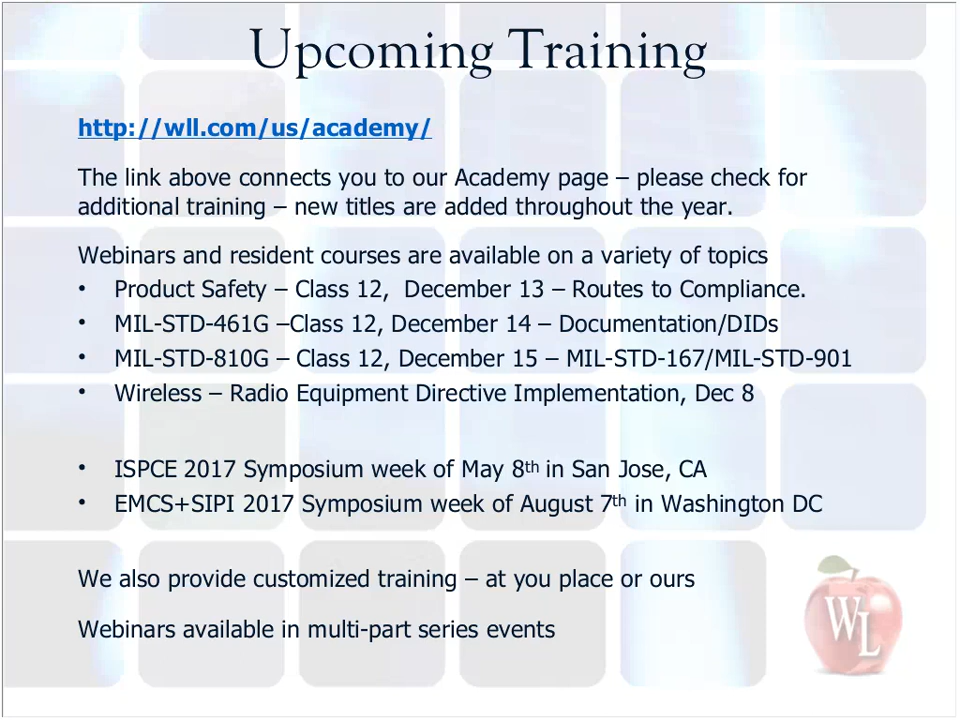 Upcoming Training
http://wll.com/us/academy/
The link above connects you to our Academy page – please check for
additional training – new titles are added throughout the year.
Webinars and resident courses are available on a variety of topics
• Product Safety – Class 12,  December 13 – Routes to Compliance.
• MIL-STD-461G –Class 12, December 14 – Documentation/DIDs
• MIL-STD-810G – Class 12, December 15 – MIL-STD-167/MIL-STD-901
• Wireless – Radio Equipment Directive Implementation, Dec 8
• ISPCE 2017 Symposium week of May 8th in San Jose, CA
• EMCS+SIPI 2017 Symposium week of August 7th in Washington DC
We also provide customized training – at you place or ours
Webinars available in multi-part series events
WL